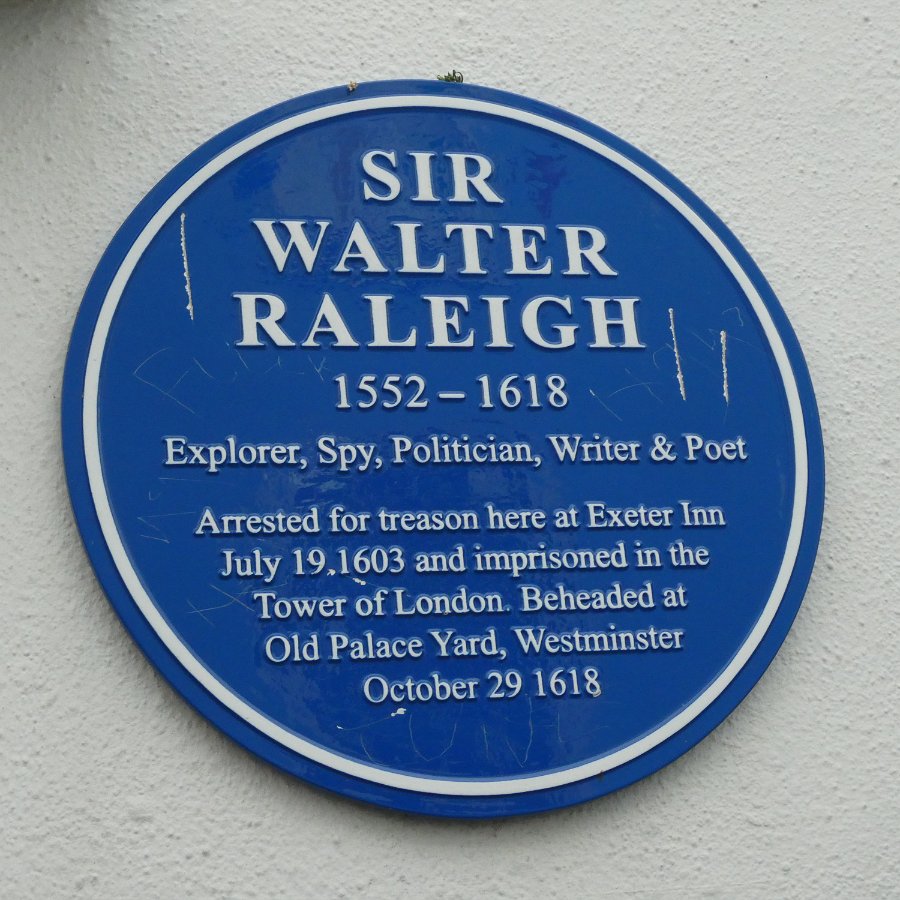 SIR
WALTER
RALEIGH
1552 – 1618
Explorer, Spy, Politician, Writer & Poet
Arrested for treason here at Exeter Inn
July 19,1603 and imprisoned in the
Tower of London. Beheaded at
Old Palace Yard, Westminster
October 29 1618